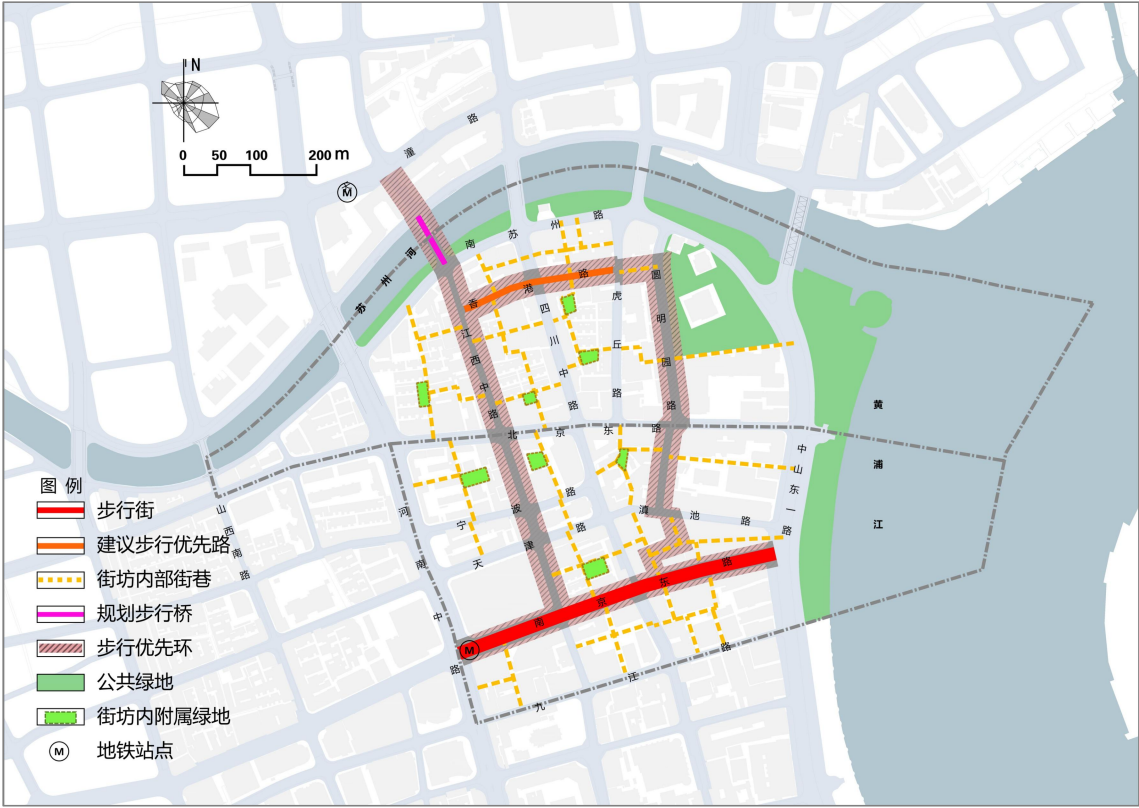 N
0 50 100 200 m
潼
路
M
南苏州路
苏州河
香港路
圆明园路
虎丘路
四川中路
江西中路
北京东路
黄浦江
中山东一路
图 例
步行街
建议步行优先路
街坊内部街巷
规划步行桥
步行优先环
公共绿地
街坊内附属绿地
M 地铁站点
山西南路
河南中路
宁波路
天津路
滇池路
南京东路
M
九江路